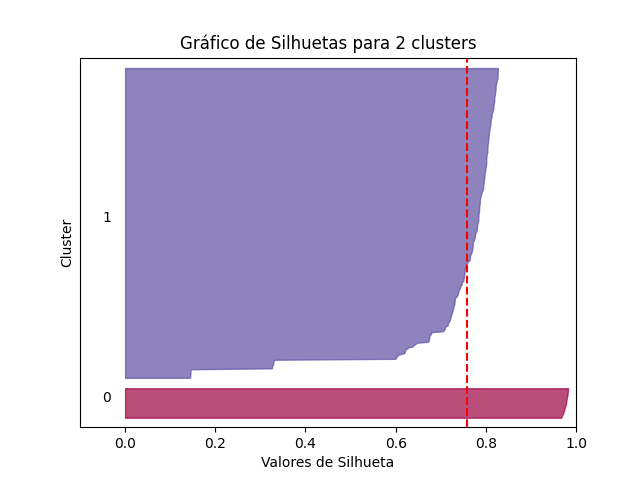 Gráfico de Silhuetas para 2 clusters
Cluster
1
0
0.0 0.2 0.4 0.6 0.8 1.0
Valores de Silhueta